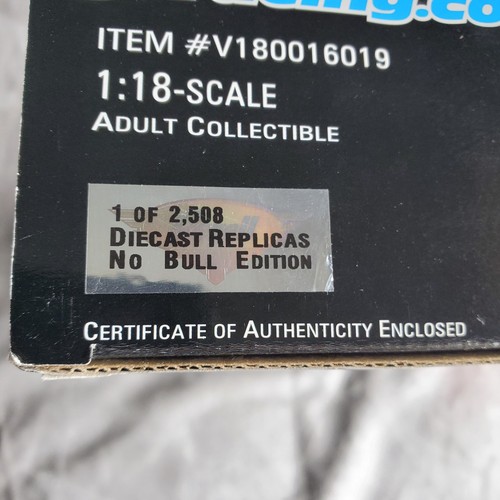 ITEM #V180016019
1:18-SCALE
ADULT COLLECTIBLE
1 OF 2,508
DIECAST REPLICAS
NO BULL EDITION
CERTIFICATE OF AUTHENTICITY ENCLOSED